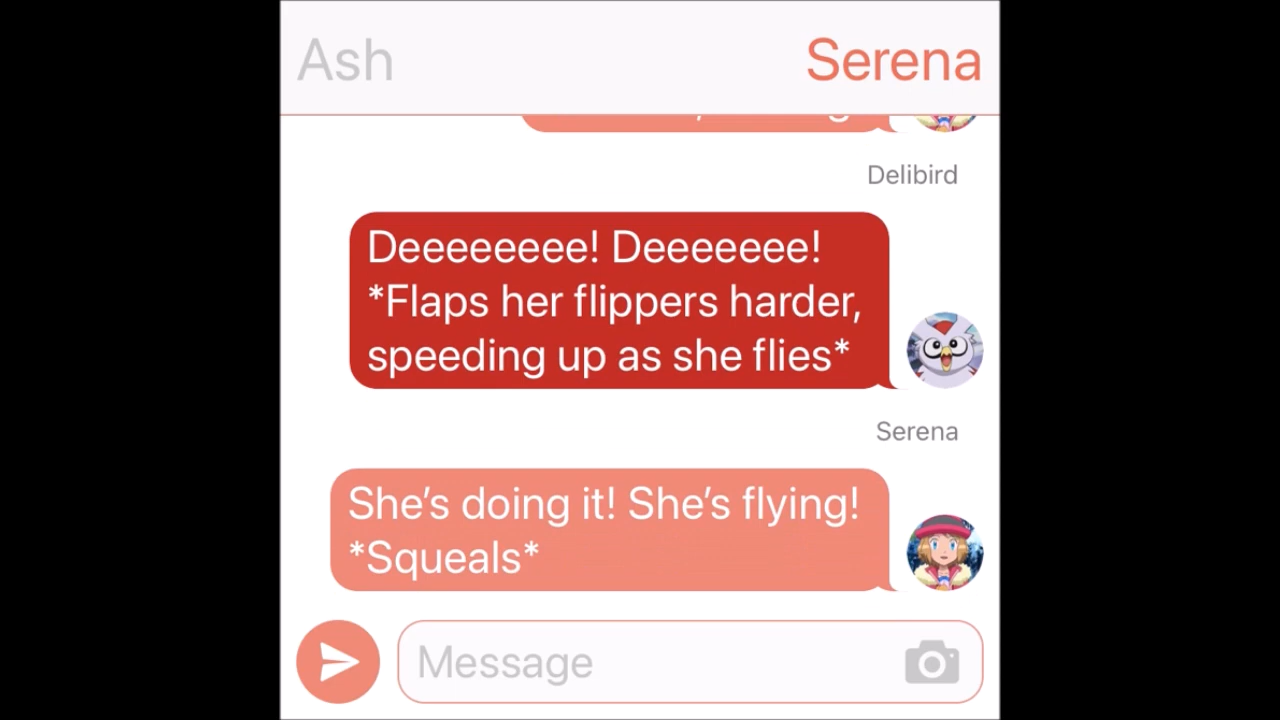 Ash
Serena
Delibird
Deeeeeeee! Deeeeeee!
*Flaps her flippers harder,
speeding up as she flies*
Serena
She's doing it! She's flying!
*Squeals*
Message